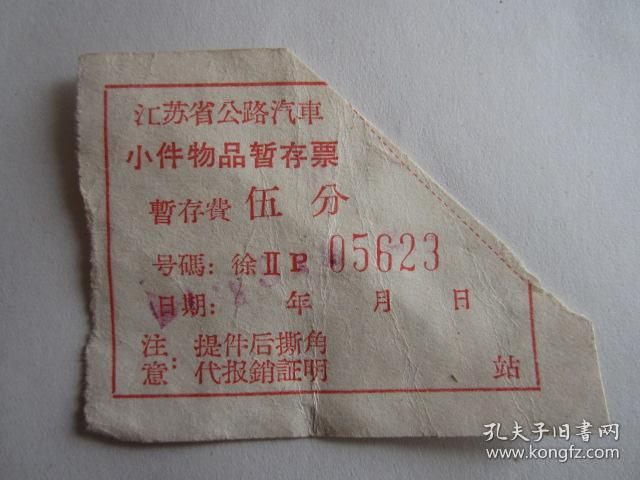 江苏省公路汽車
小件物品暂存票
暫存費 伍 分
号碼：徐ⅡP 05623
日期： 年 月 日
注意：提件后撕角
代报銷証明
站
孔夫子旧书网
www.kongfz.com